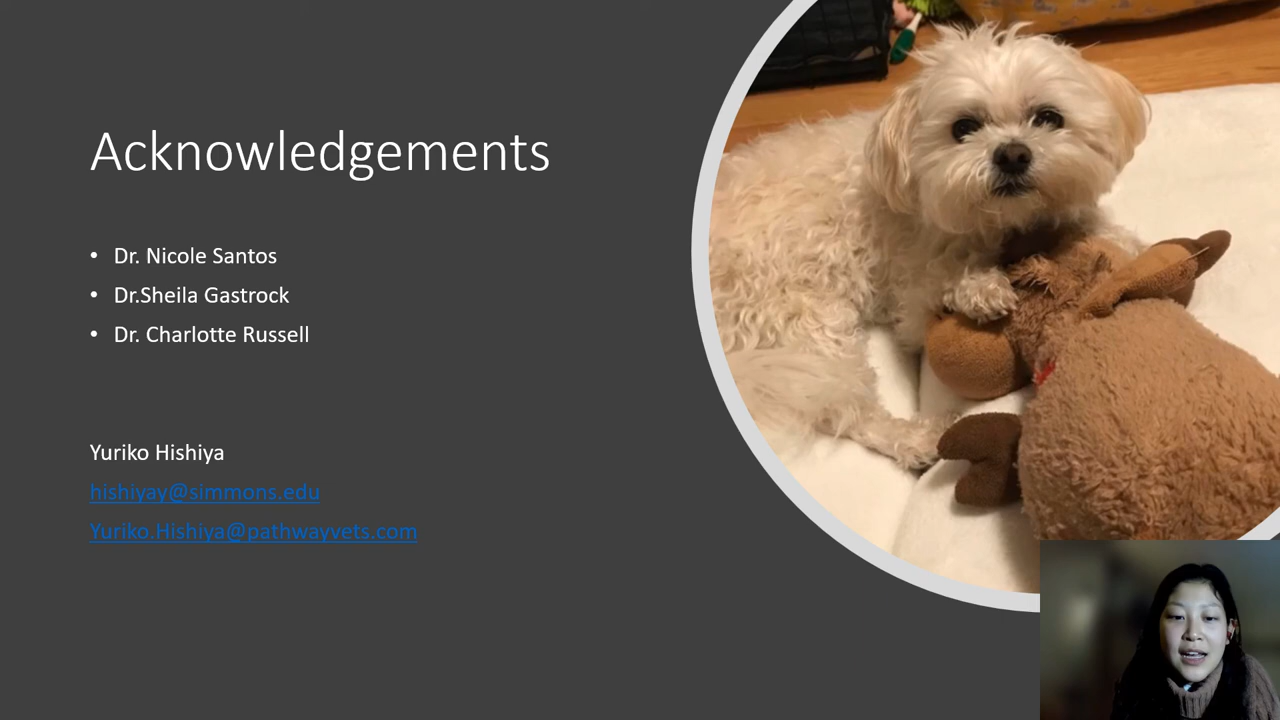 Acknowledgements
• Dr. Nicole Santos
• Dr.Sheila Gastrock
• Dr. Charlotte Russell
Yuriko Hishiya
hishiyay@simmons.edu
Yuriko.Hishiya@pathwayvets.com